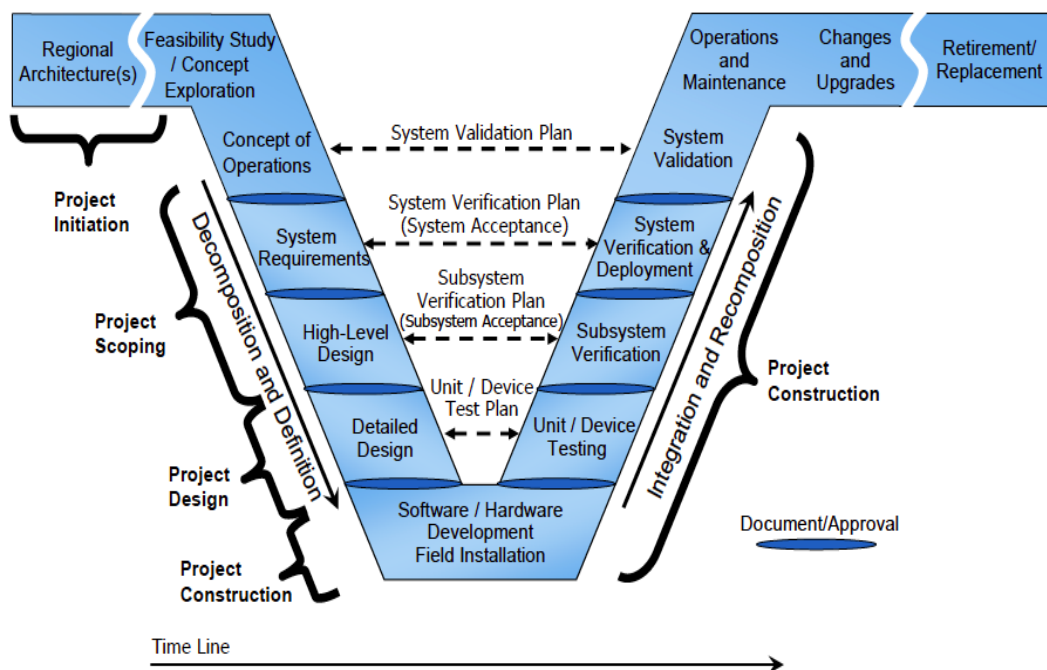 Regional
Architecture(s)
Feasibility Study
/ Concept
Exploration
Operations
and
Maintenance
Changes
and
Upgrades
Retirement/
Replacement
Project
Initiation
Concept of
Operations
System Validation Plan
System
Validation
System
Requirements
System Verification Plan
(System Acceptance)
System
Verification &
Deployment
Project
Scoping
Decomposition and Definition
High-Level
Design
Subsystem
Verification Plan
(Subsystem Acceptance)
Subsystem
Verification
Integration and Recomposition
Project
Construction
Detailed
Design
Unit / Device
Test Plan
Unit / Device
Testing
Project
Design
Software / Hardware
Development
Field Installation
Document/Approval
Project
Construction
Time Line